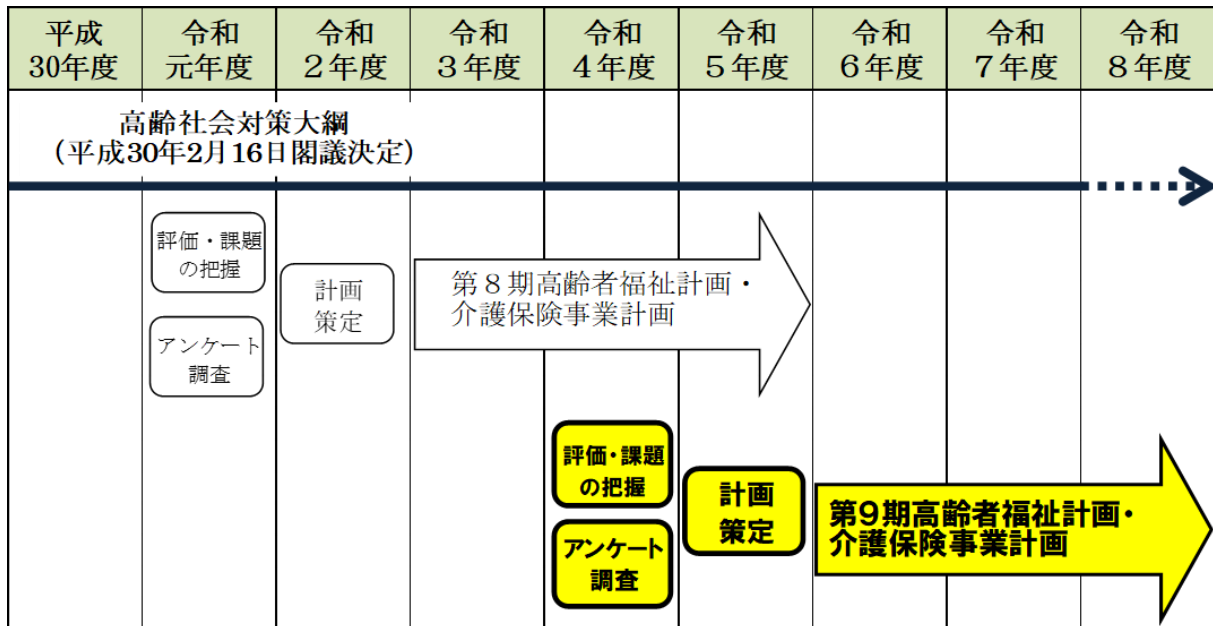 平成
30年度
令和
元年度
令和
２年度
令和
３年度
令和
４年度
令和
５年度
令和
６年度
令和
７年度
令和
８年度
高齢社会対策大綱
（平成30年2月16日閣議決定）
評価・課題
の把握
アンケート
調査
計画
策定
第８期高齢者福祉計画・
介護保険事業計画
評価・課題
の把握
アンケート
調査
計画
策定
第９期高齢者福祉計画・
介護保険事業計画